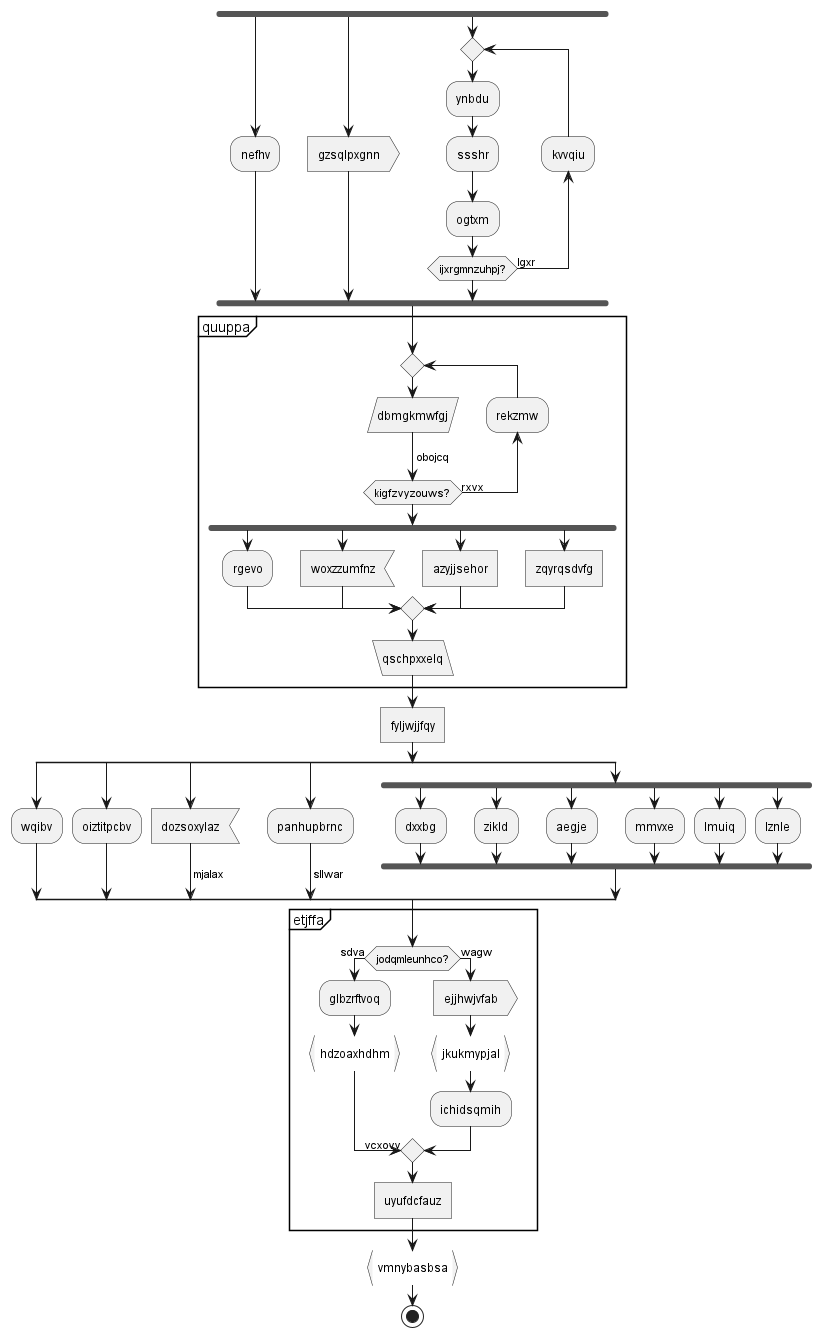 ynbdu
nefhv
gzsqlpxgnn
ssshr
kvvqiu
ogtxm
ijxrgmnzuhpj?
lgxr
quuppa
dbmgkmwfgj
rekzmw
obojcq
kigfzvyzouws?
rxvx
rgevo
woxzzumfnz
azyjjsehor
zqyrqsdvfg
qschpxxelq
fyljwjjfqy
wqibv
oiztitpcbv
dozsoxylaz
panhupbrnc
dxxbg
zikld
aegje
mmvxe
lmuiq
lznle
mjalax
sllwar
etjffa
sdva
jodqmleunhco?
wagw
glbzrftvoq
ejjhwjvfab
hdzoaxhdhm
jkukmypjal
ichidsqmih
vcxovv
uyufdcfauz
vmnybasbsa